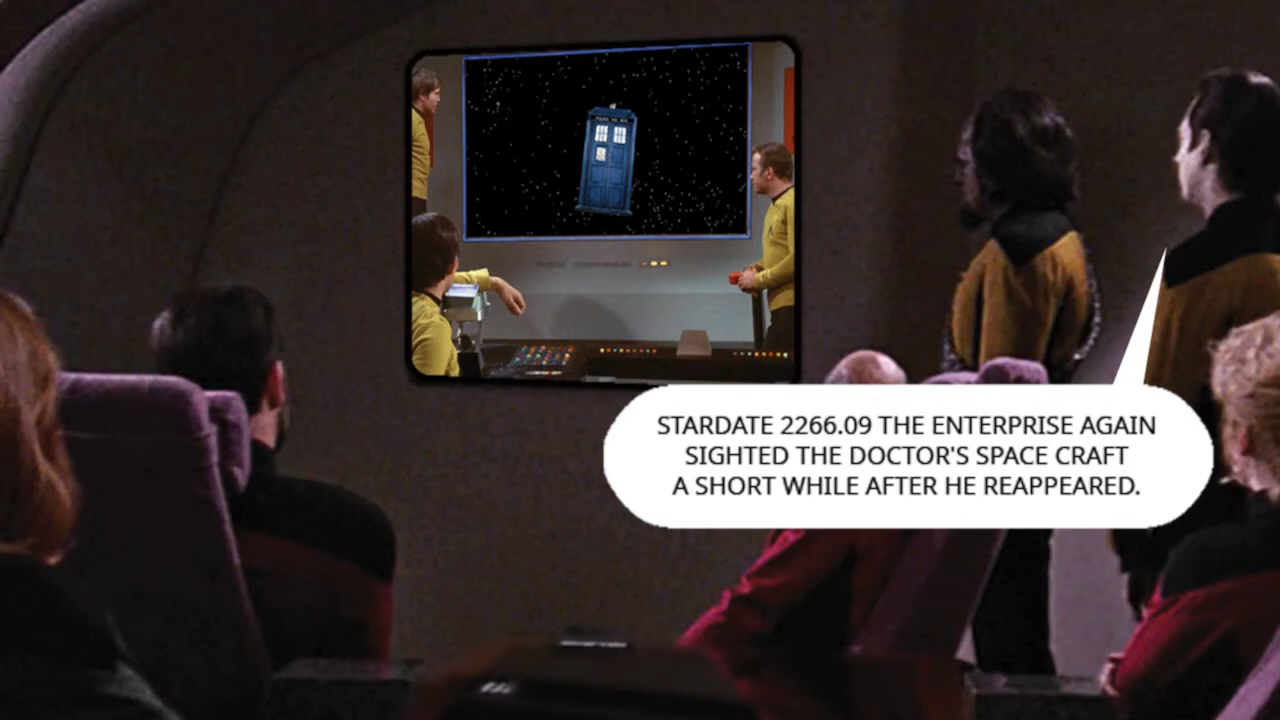 STARDATE 2266.09 THE ENTERPRISE AGAIN
SIGHTED THE DOCTOR'S SPACE CRAFT
A SHORT WHILE AFTER HE REAPPEARED.